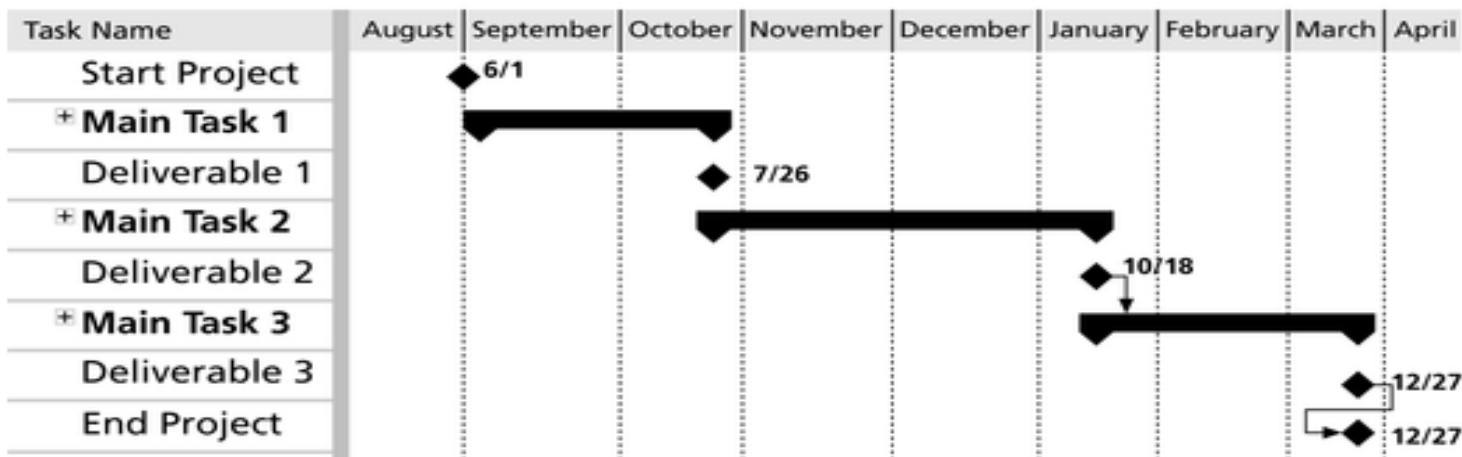 Task Name August September October November December January February March April
Start Project 6/1
+ Main Task 1
Deliverable 1 7/26
+ Main Task 2
Deliverable 2 10/18
+ Main Task 3
Deliverable 3 12/27
End Project 12/27